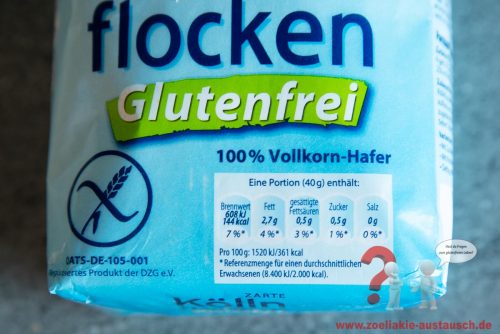 flocken
Glutenfrei
100% Vollkorn-Hafer
Eine Portion (40g) enthält:
Brennwert Fett gesättigte Fettsäuren Zucker Salz
608 kJ 144 kcal 2,7g 0,5g 0,5g 0g
7%* 4%* 3%* 1%* 0%*
Pro 100g: 1520 kJ/361 kcal
* Referenzmenge für einen durchschnittlichen
Erwachsenen (8.400 kJ/2.000 kcal).
OATS-DE-105-001
Produkt der DZG e.V.
ZARTE
Kölln
?
www.zoeliakie-austausch.de